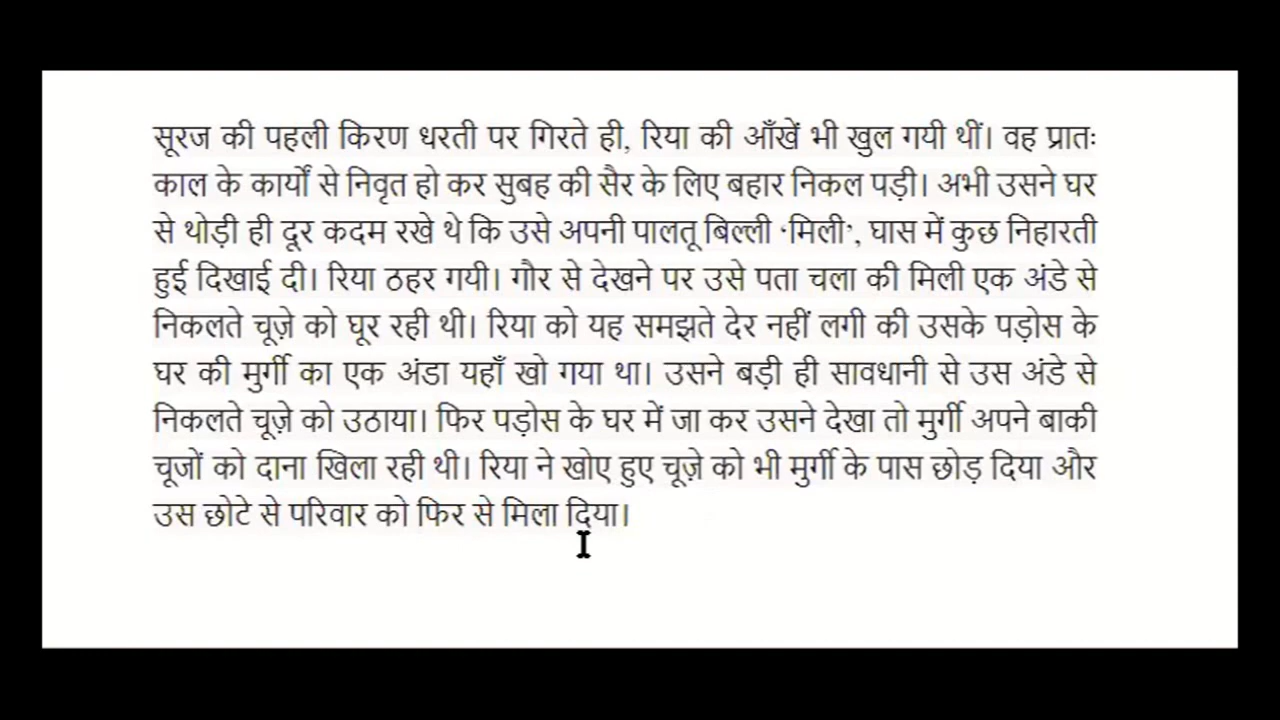 सूरज की पहली किरण धरती पर गिरते ही, रिया की आँखें भी खुल गयी थीं। वह प्रातः
काल के कार्यों से निवृत हो कर सुबह की सैर के लिए बहार निकल पड़ी। अभी उसने घर
से थोड़ी ही दूर कदम रखे थे कि उसे अपनी पालतू बिल्ली ‘मिली’, घास में कुछ निहारती
हुई दिखाई दी। रिया ठहर गयी। गौर से देखने पर उसे पता चला की मिली एक अंडे से
निकलते चूज़े को घूर रही थी। रिया को यह समझते देर नहीं लगी की उसके पड़ोस के
घर की मुर्गी का एक अंडा यहाँ खो गया था। उसने बड़ी ही सावधानी से उस अंडे से
निकलते चूज़े को उठाया। फिर पड़ोस के घर में जा कर उसने देखा तो मुर्गी अपने बाकी
चूजों को दाना खिला रही थी। रिया ने खोए हुए चूज़े को भी मुर्गी के पास छोड़ दिया और
उस छोटे से परिवार को फिर से मिला दिया।